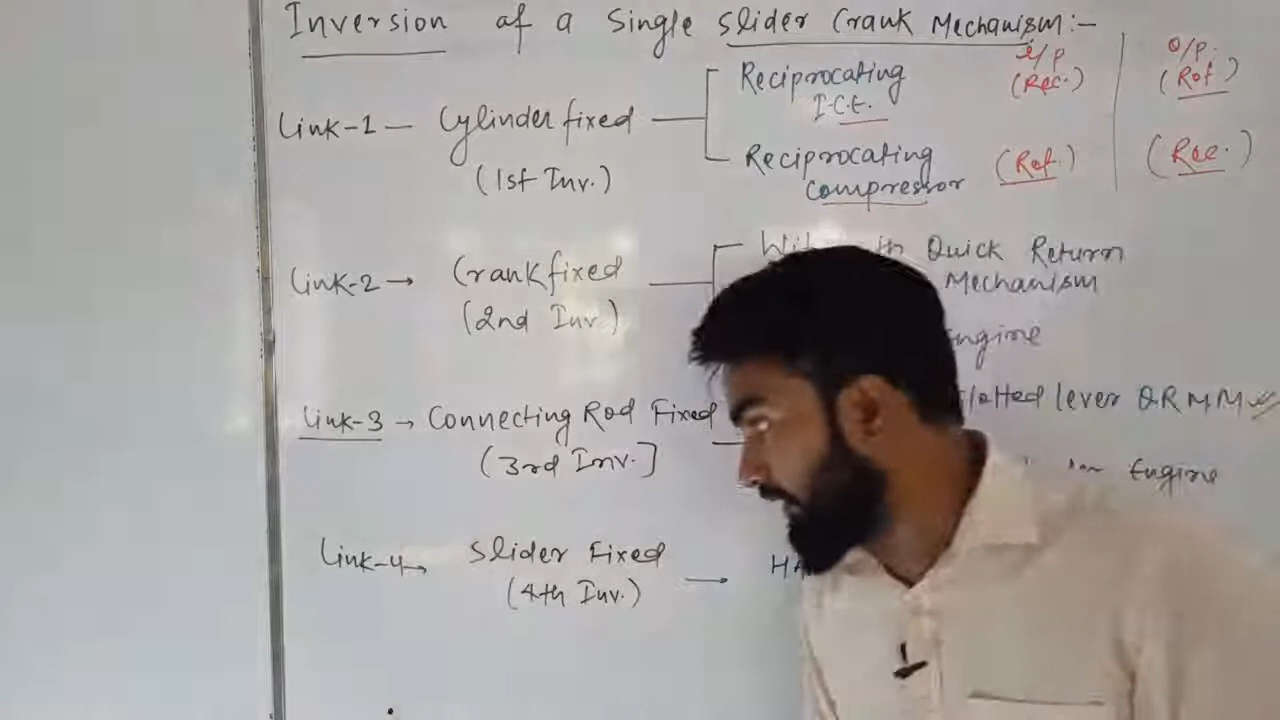 Inversion of a Single Slider Crank Mechanism:-
i/p
O/p.
Link-1 — Cylinder fixed
(1st Inv.)
Reciprocating
I.C.E.
(Rec.)
(Rot.)
Reciprocating
Compressor
(Rot.)
(Rec.)
Link-2 → Crank fixed
(2nd Inv.)
Quick Return
Mechanism
Engine
Link-3 → Connecting Rod Fixed
(3rd Inv.]
Slotted lever Q R M M
Engine
Link-4 → Slider Fixed
(4th Inv.) →